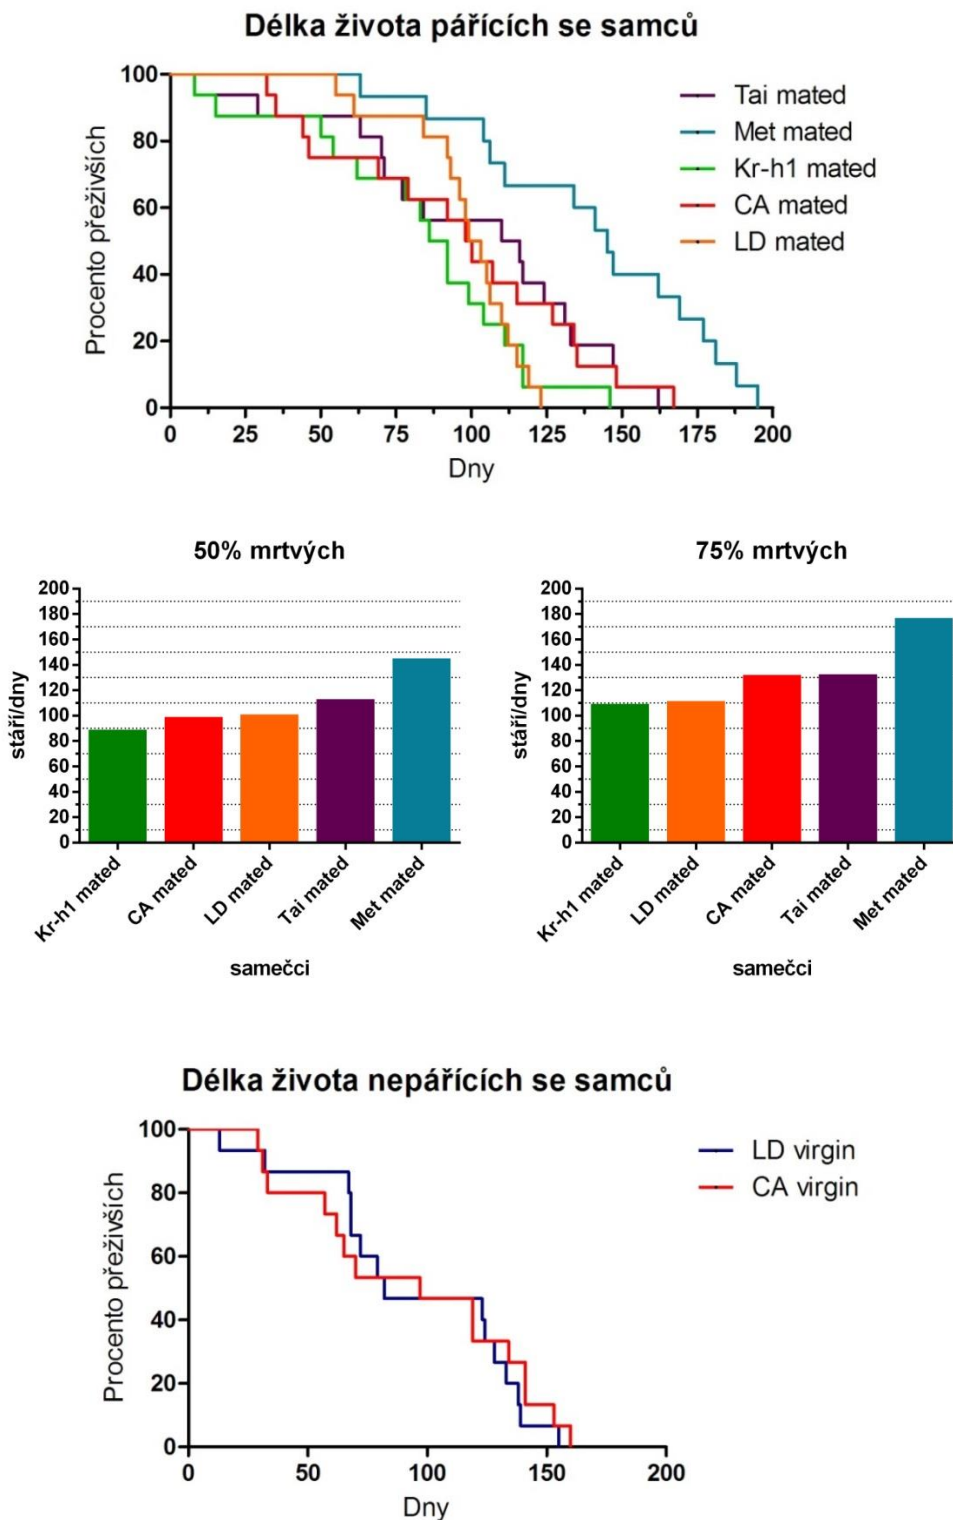 Délka života pářících se samců
Procento přeživších
100
80
60
40
20
0
0 25 50 75 100 125 150 175 200
Dny
Tai mated
Met mated
Kr-h1 mated
CA mated
LD mated
50% mrtvých
stáří/dny
200
180
160
140
120
100
80
60
40
20
0
Kr-h1 mated
CA mated
LD mated
Tai mated
Met mated
samečci
75% mrtvých
stáří/dny
200
180
160
140
120
100
80
60
40
20
0
Kr-h1 mated
LD mated
CA mated
Tai mated
Met mated
samečci
Délka života nepářících se samců
Procento přeživších
100
80
60
40
20
0
0 50 100 150 200
Dny
LD virgin
CA virgin